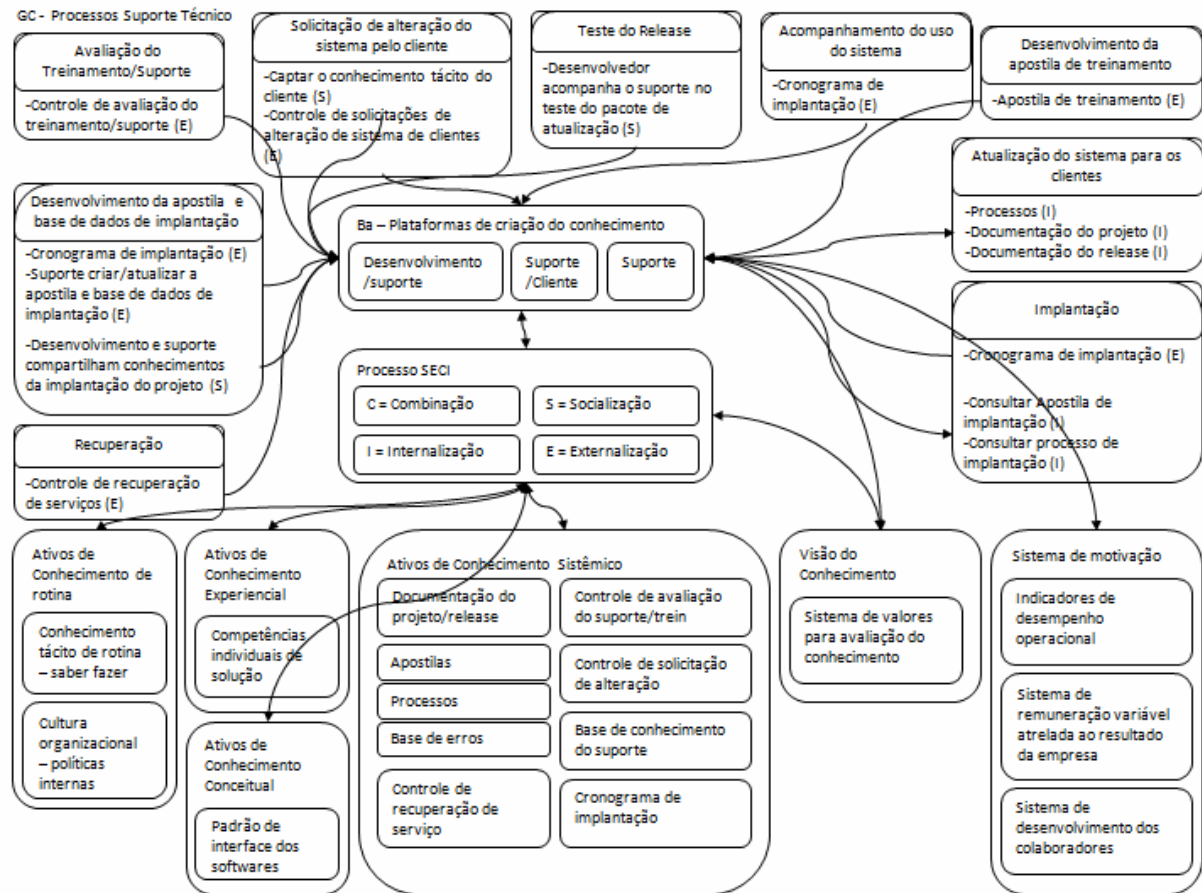 GC - Processos Suporte Técnico
Avaliação do
Treinamento/Suporte
-Controle de avaliação do
treinamento/suporte (E)
Solicitação de alteração do
sistema pelo cliente
-Captar o conhecimento tácito do
cliente (S)
-Controle de solicitações de
alteração de sistema de clientes
(E)
Teste do Release
-Desenvolvedor
acompanha o suporte no
teste do pacote de
atualização (S)
Acompanhamento do uso
do sistema
-Cronograma de
implantação (E)
Desenvolvimento da
apostila de treinamento
-Apostila de treinamento (E)
Desenvolvimento da apostila e
base de dados de implantação
-Cronograma de implantação (E)
-Suporte criar/atualizar a
apostila e base de dados de
implantação (E)
-Desenvolvimento e suporte
compartilham conhecimentos
da implantação do projeto (S)
Ba – Plataformas de criação do conhecimento
Desenvolvimento
/suporte
Suporte
/Cliente
Suporte
Atualização do sistema para os
clientes
-Processos (I)
-Documentação do projeto (I)
-Documentação do release (I)
Implantação
-Cronograma de implantação (E)
-Consultar Apostila de
implantação (I)
-Consultar processo de
implantação (I)
Processo SECI
C = Combinação
S = Socialização
I = Internalização
E = Externalização
Recuperação
-Controle de recuperação
de serviços (E)
Ativos de
Conhecimento de
rotina
Conhecimento
tácito de rotina
– saber fazer
Cultura
organizacional
– políticas
internas
Ativos de
Conhecimento
Experiencial
Competências
individuais de
solução
Ativos de
Conhecimento
Conceitual
Padrão de
interface dos
softwares
Ativos de Conhecimento Sistêmico
Documentação do
projeto/release
Apostilas
Processos
Base de erros
Controle de
recuperação de
serviço
Controle de avaliação
do suporte/trein
Controle de solicitação
de alteração
Base de conhecimento
do suporte
Cronograma de
implantação
Visão do
Conhecimento
Sistema de valores
para avaliação do
conhecimento
Sistema de motivação
Indicadores de
desempenho
operacional
Sistema de
remuneração variável
atrelada ao resultado
da empresa
Sistema de
desenvolvimento dos
colaboradores